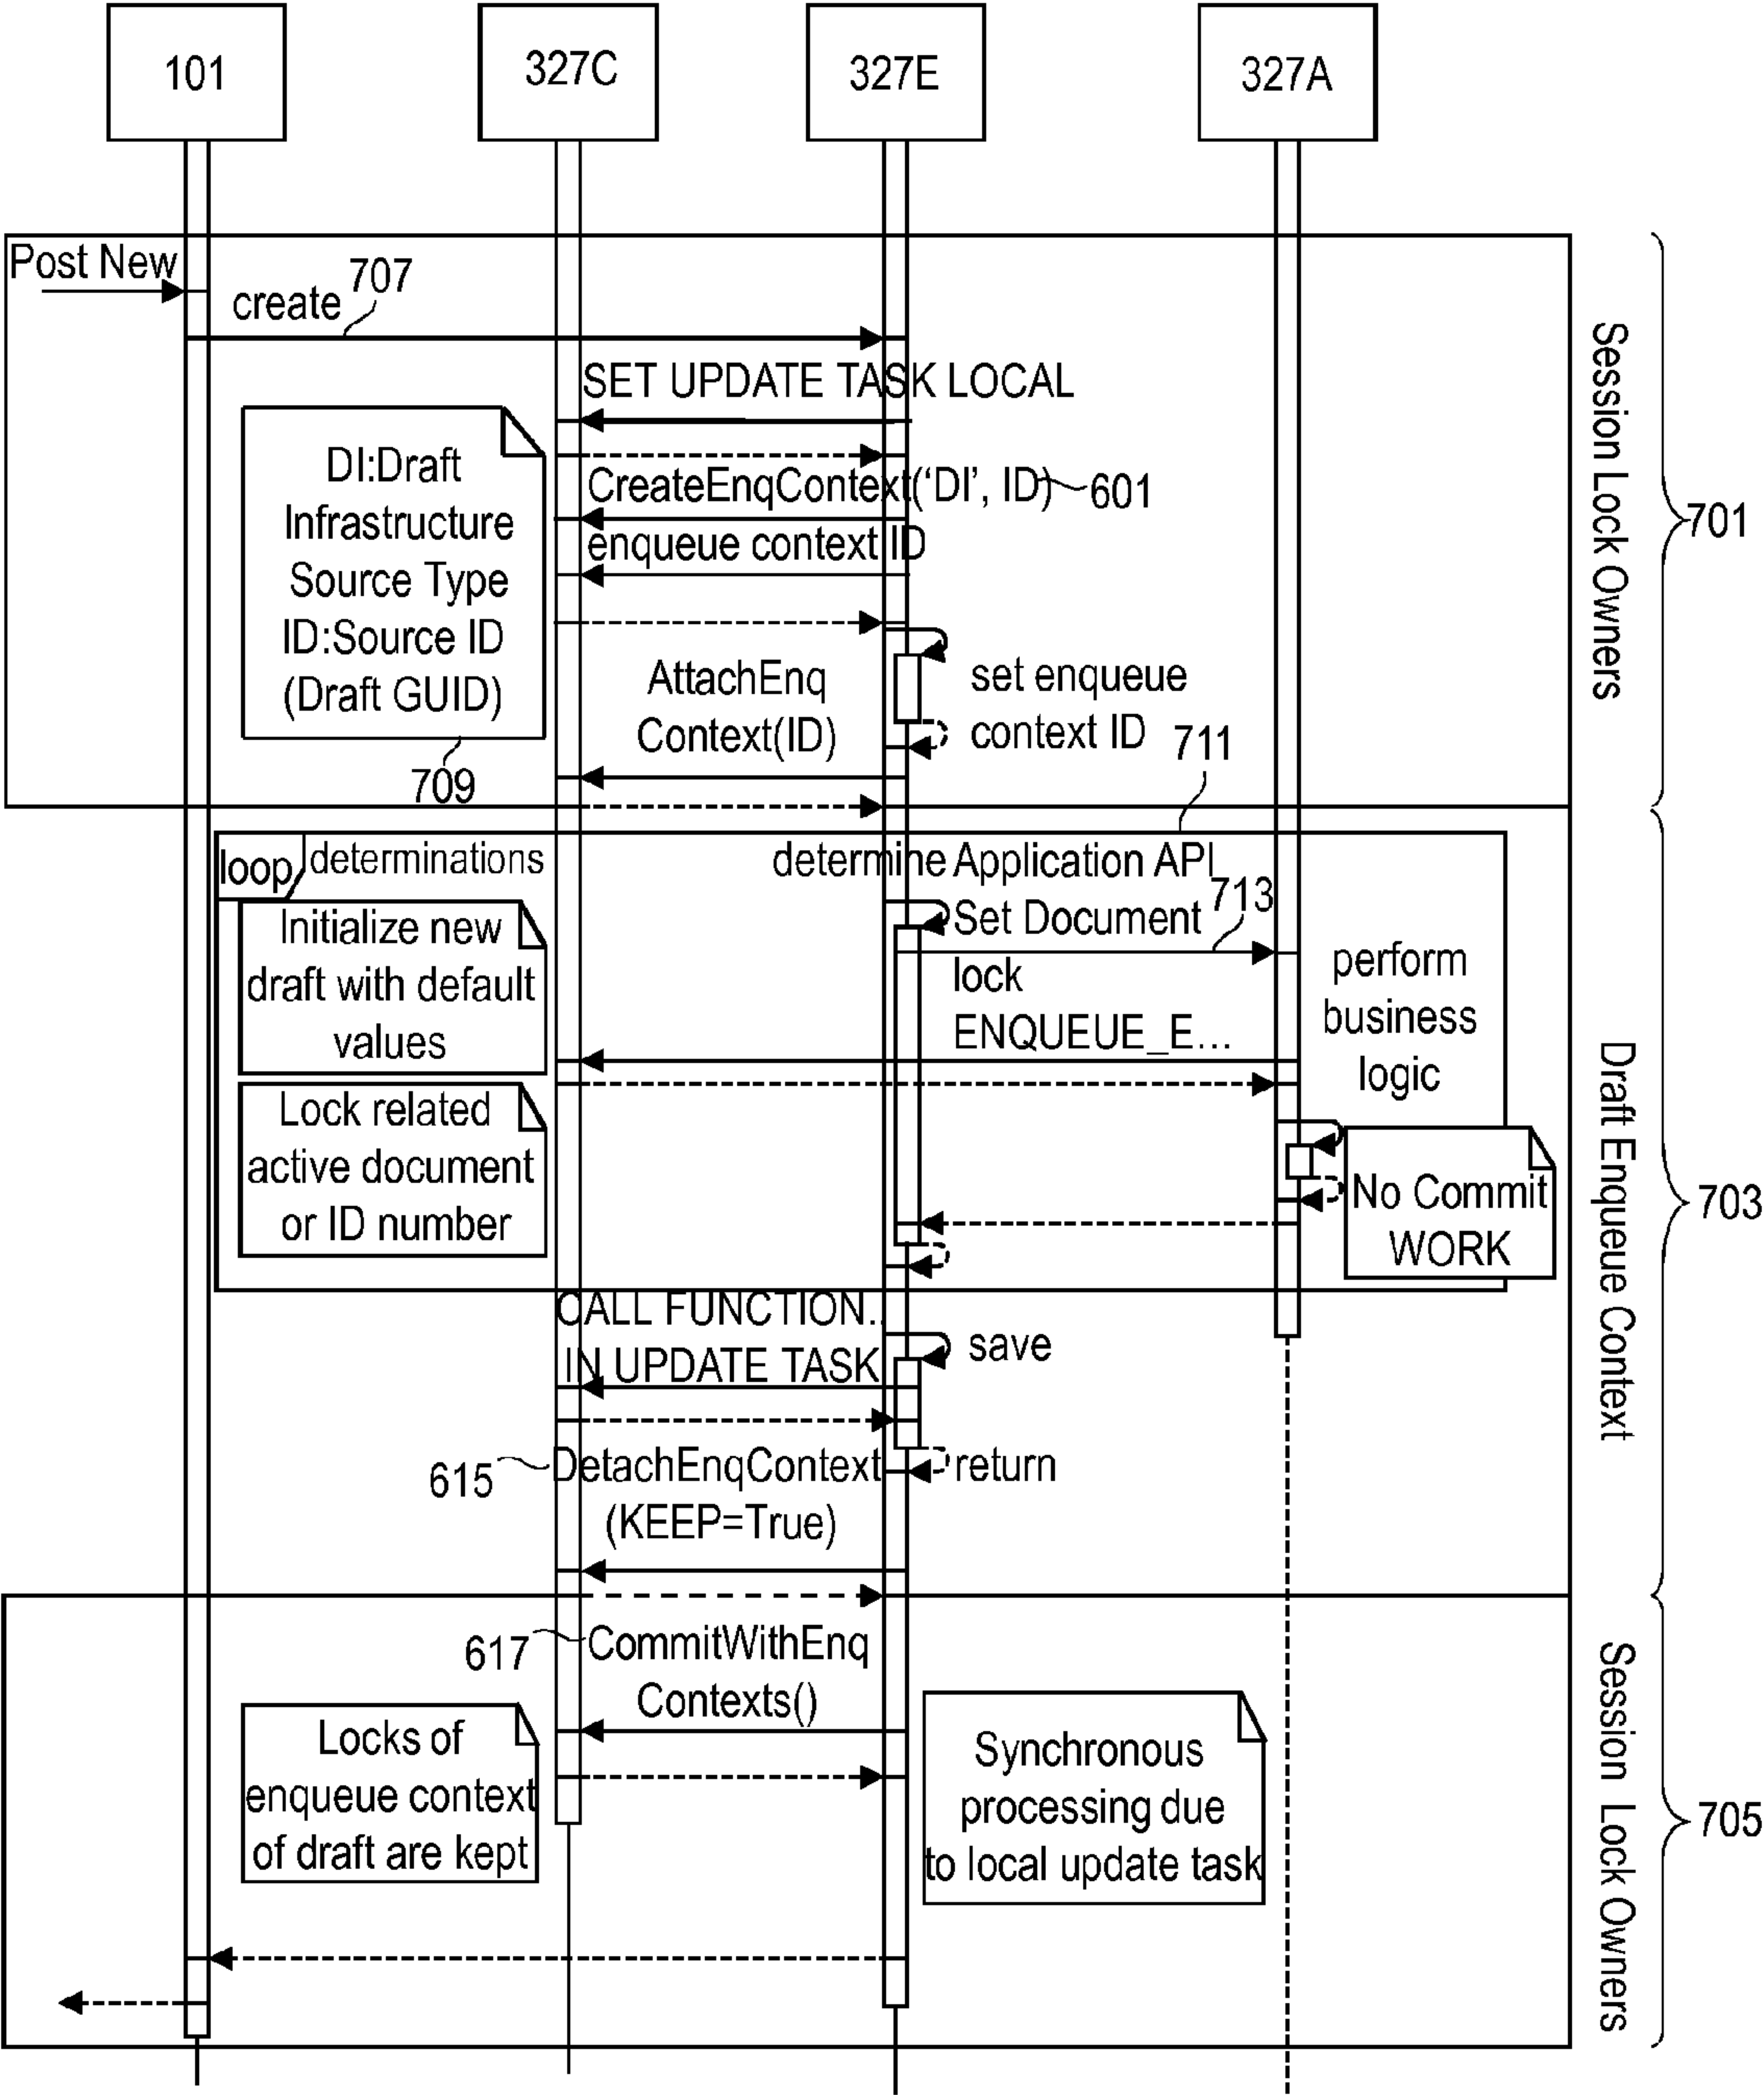 101
327C
327E
327A
Post New
707
create
SET UPDATE TASK LOCAL
DI:Draft
Infrastructure
Source Type
ID:Source ID
(Draft GUID)
709
CreateEnqContext('DI', ID)
601
enqueue context ID
AttachEnq
Context(ID)
set enqueue
context ID
711
Session Lock Owners
701
loop
determinations
determine Application API
Set Document
713
lock
ENQUEUE_E...
perform
business
logic
Initialize new
draft with default
values
Lock related
active document
or ID number
No Commit
WORK
CALL FUNCTION..
IN UPDATE TASK
save
615
DetachEnqContext
(KEEP=True)
return
Draft Enqueue Context
703
617
CommitWithEnq
Contexts()
Locks of
enqueue context
of draft are kept
Synchronous
processing due
to local update task
Session Lock Owners
705